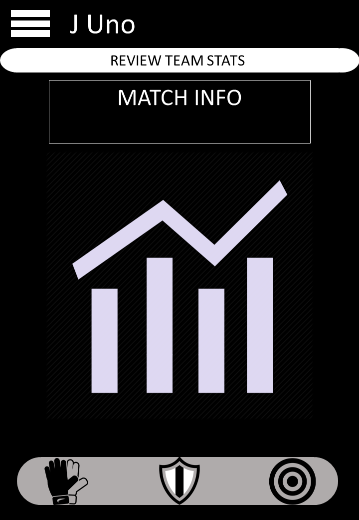 J Uno
REVIEW TEAM STATS
MATCH INFO